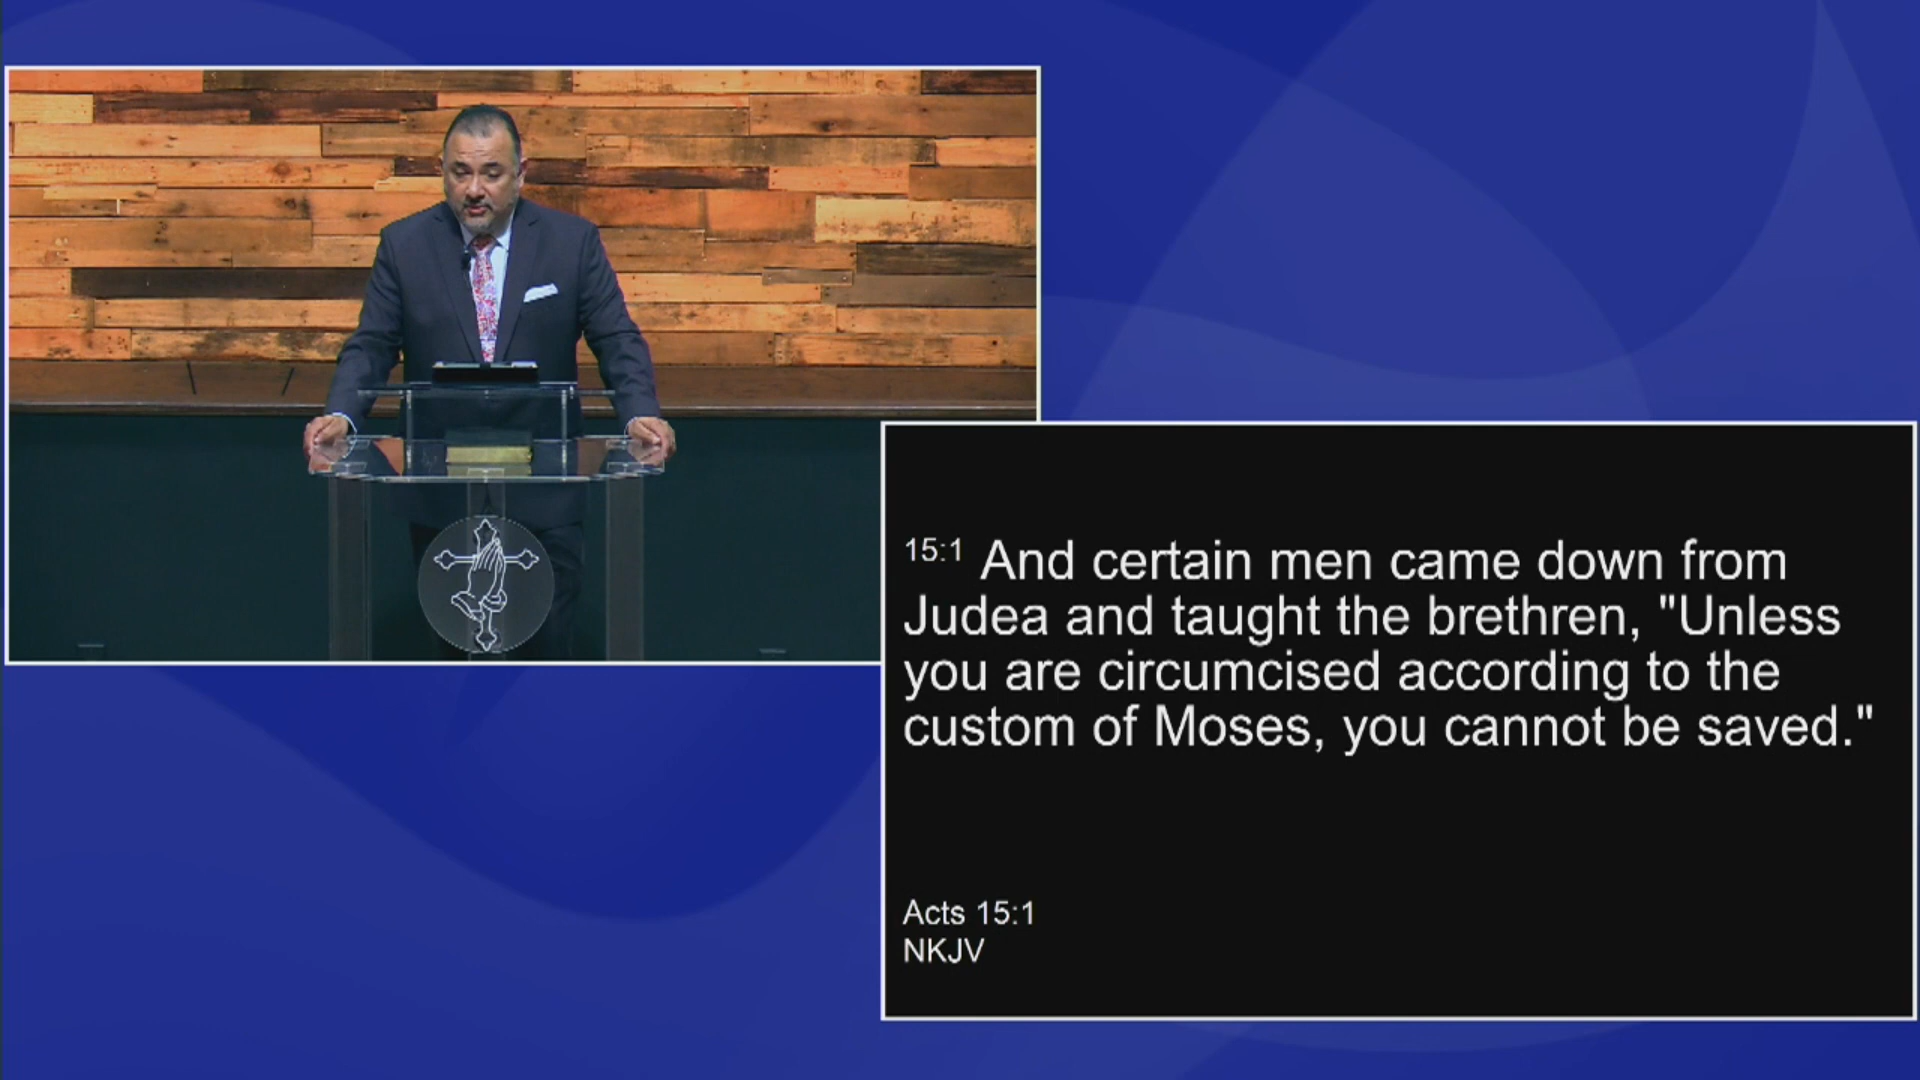 15:1 And certain men came down from
Judea and taught the brethren, "Unless
you are circumcised according to the
custom of Moses, you cannot be saved."
Acts 15:1
NKJV